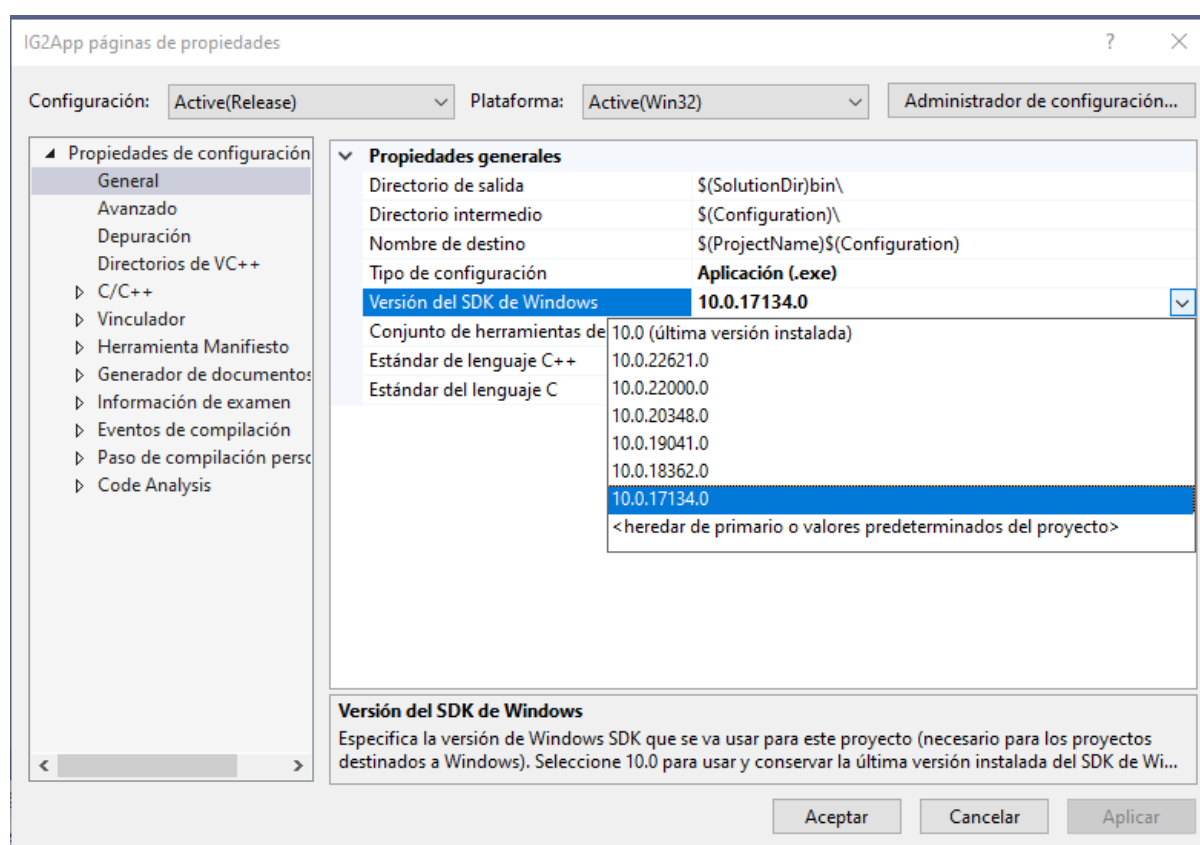 IG2App páginas de propiedades ? ×
Configuración: Active(Release) Plataforma: Active(Win32) Administrador de configuración...
Propiedades de configuración
General
Avanzado
Depuración
Directorios de VC++
C/C++
Vinculador
Herramienta Manifiesto
Generador de documentos
Información de examen
Eventos de compilación
Paso de compilación perso
Code Analysis
Propiedades generales
Directorio de salida $(SolutionDir)bin\
Directorio intermedio $(Configuration)\
Nombre de destino $(ProjectName)$(Configuration)
Tipo de configuración Aplicación (.exe)
Versión del SDK de Windows 10.0.17134.0
Conjunto de herramientas de
Estándar de lenguaje C++
Estándar del lenguaje C
10.0 (última versión instalada)
10.0.22621.0
10.0.22000.0
10.0.20348.0
10.0.19041.0
10.0.18362.0
10.0.17134.0
<heredar de primario o valores predeterminados del proyecto>
Versión del SDK de Windows
Especifica la versión de Windows SDK que se va usar para este proyecto (necesario para los proyectos
destinados a Windows). Seleccione 10.0 para usar y conservar la última versión instalada del SDK de Wi...
Aceptar Cancelar Aplicar